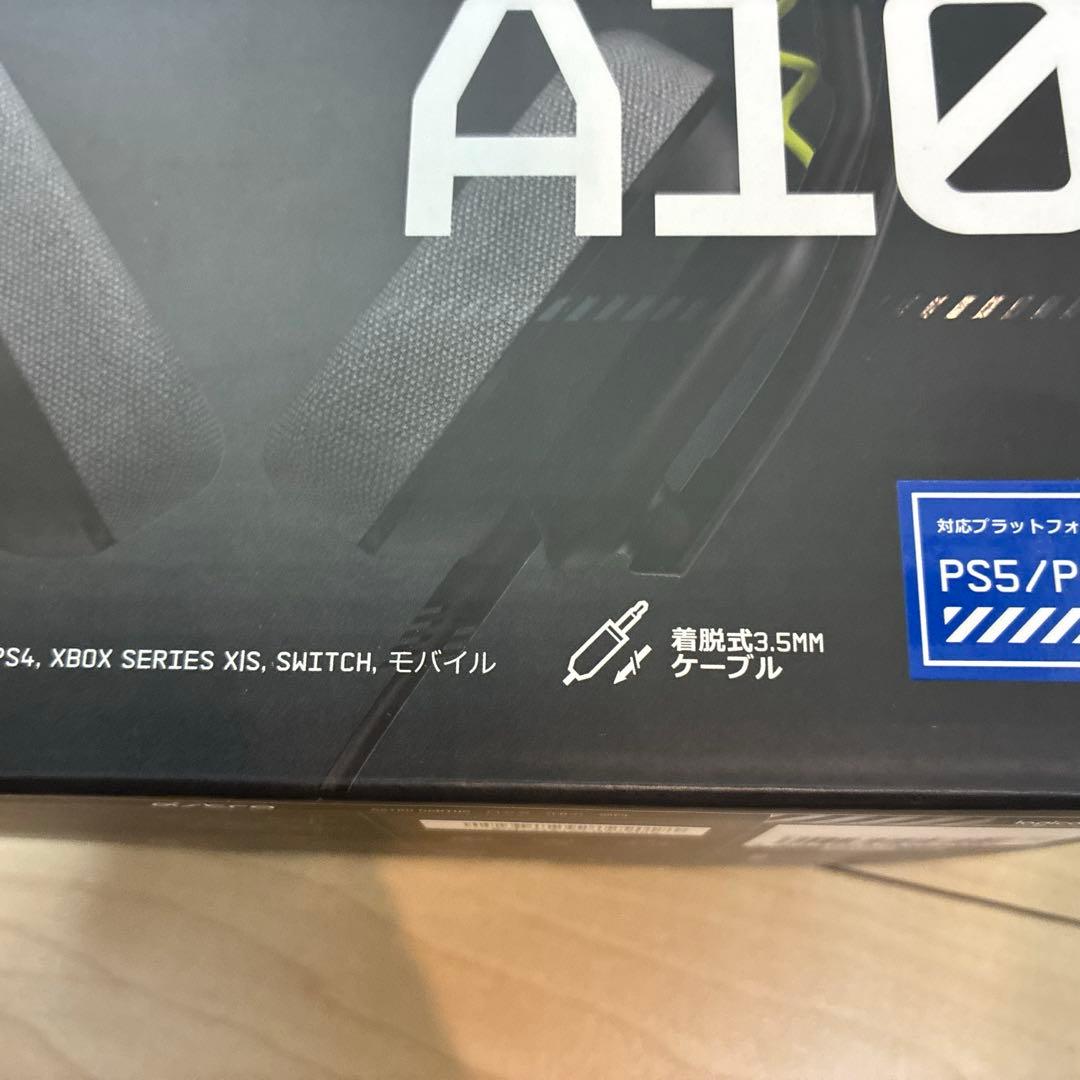 A10
対応プラットフォ
PS5/P
PS4, XBOX SERIES X|S, SWITCH, モバイル
着脱式3.5MM
ケーブル